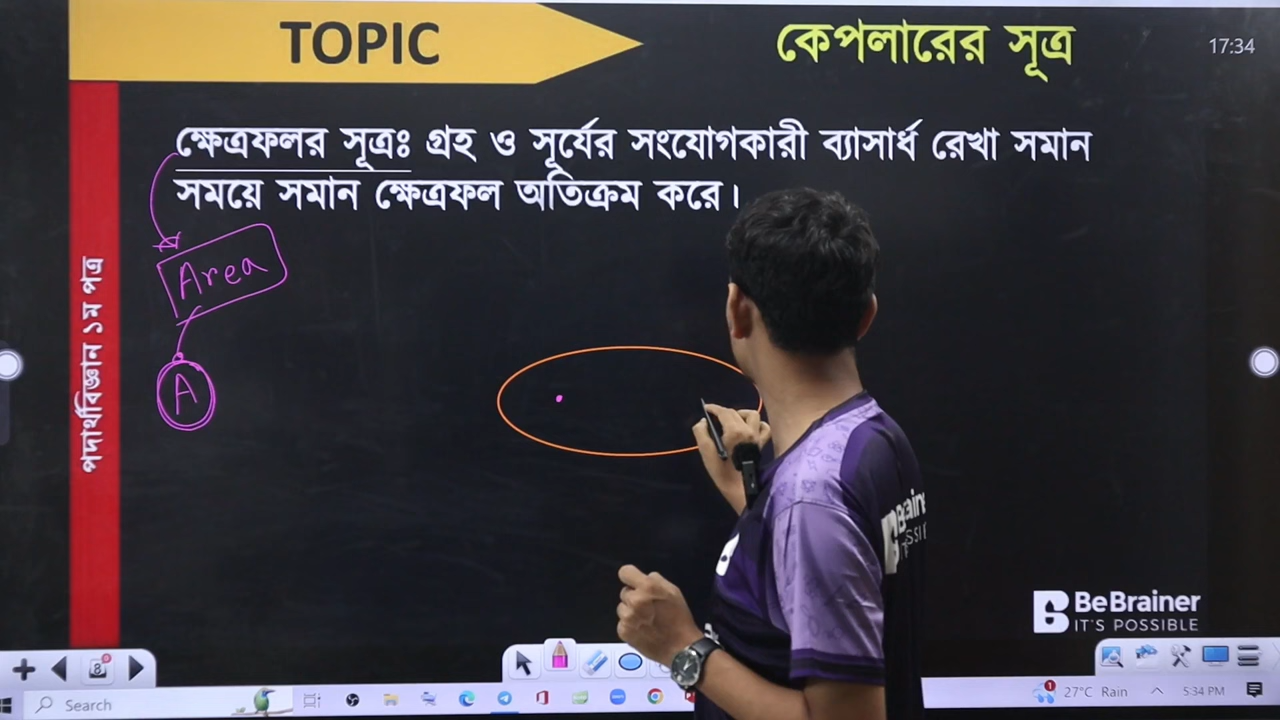 TOPIC
কেপলারের সূত্র
17:34
ক্ষেত্রফলর সূত্রঃ গ্রহ ও সূর্যের সংযোগকারী ব্যাসার্ধ রেখা সমান
সময়ে সমান ক্ষেত্রফল অতিক্রম করে।
Area
A
পদার্থবিজ্ঞান ১ম পত্র
BeBrainer
IT'S POSSIBLE
8
Search
27°C Rain
5:34 PM